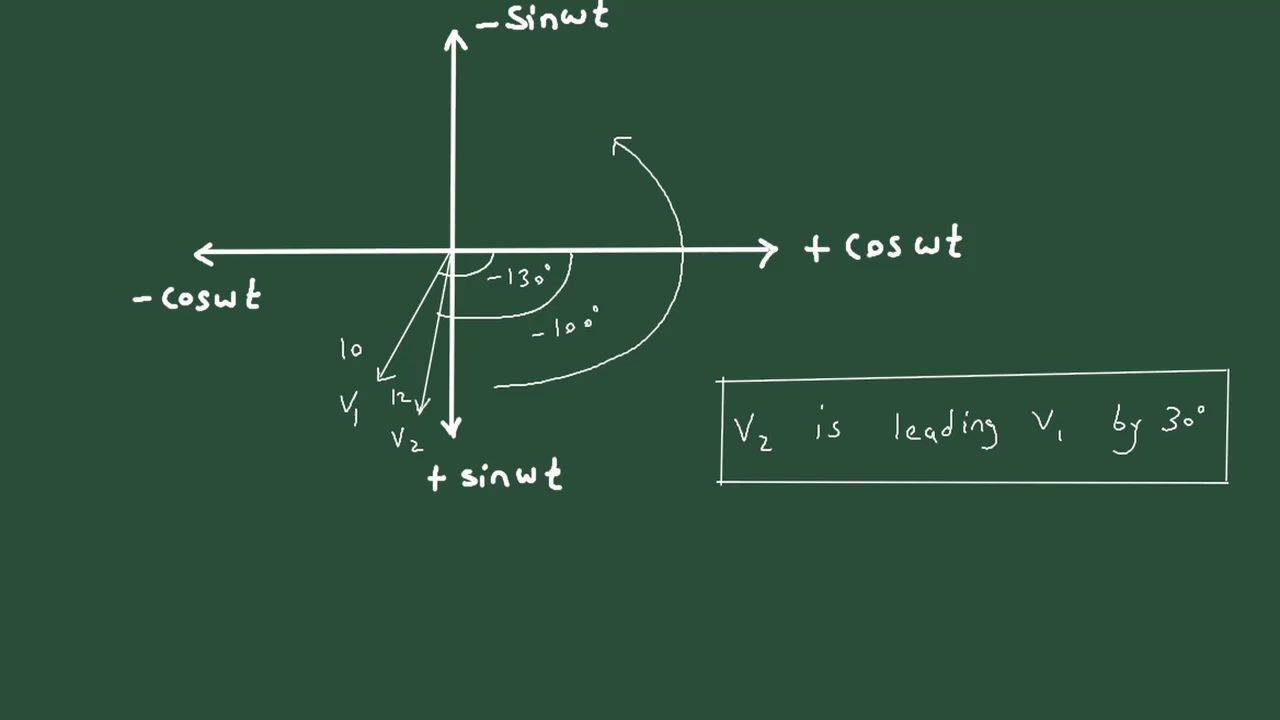 - Sinωt
+ cosωt
-130°
- cosωt
-100°
10
V1
12
V2
+ sinωt
V2 is leading V1 by 30°